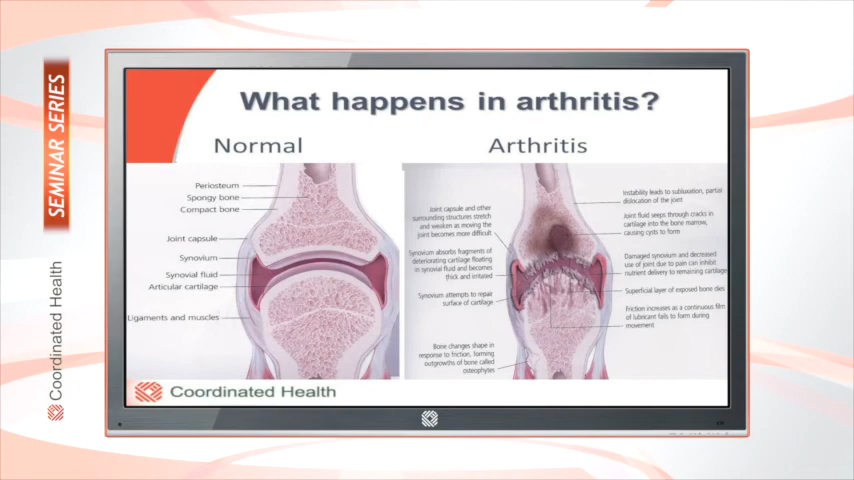 SEMINAR SERIES
Coordinated Health
What happens in arthritis?
Normal
Arthritis
Periosteum
Spongy bone
Compact bone
Joint capsule
Synovium
Synovial fluid
Articular cartilage
Ligaments and muscles
Joint capsule and other
surrounding structures stretch
and weaken as moving the
joint becomes more difficult
Synovium absorbs fragments of
deteriorating cartilage floating
in synovial fluid and becomes
thick and irritated
Synovium attempts to repair
surface of cartilage
Bone changes shape in
response to friction, forming
outgrowths of bone called
osteophytes
Instability leads to subluxation, partial
dislocation of the joint
Joint fluid seeps through cracks in
cartilage into the bone marrow,
causing cysts to form
Damaged synovium and decreased
use of joint due to pain can inhibit
nutrient delivery to remaining cartilage
Superficial layer of exposed bone dies
Friction increases as a continuous film
of lubricant fails to form during
movement
Coordinated Health